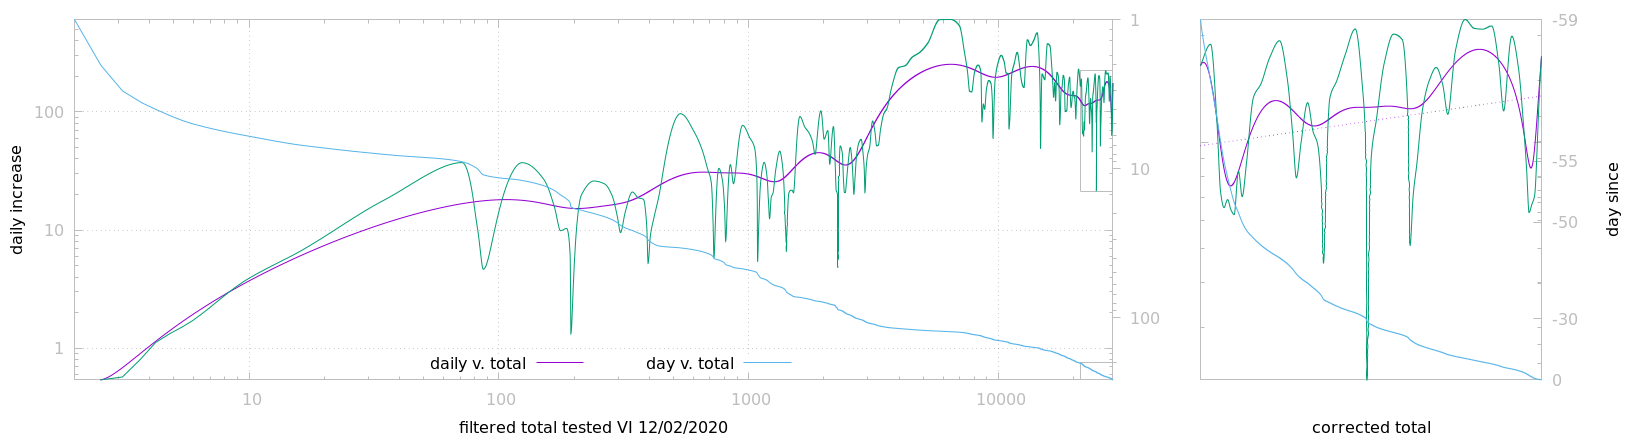 daily increase
100
10
1
10
100
1000
10000
1
10
100
daily v. total
day v. total
filtered total tested VI 12/02/2020
-59
-55
-50
-30
0
day since
corrected total